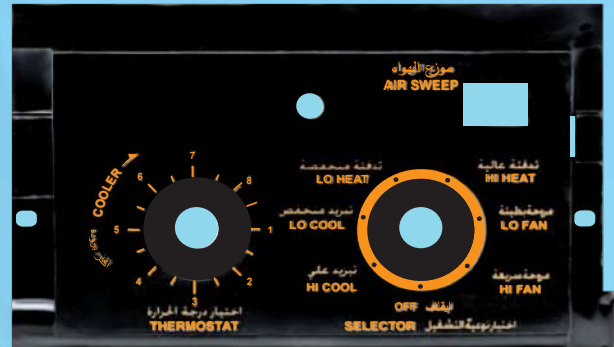 موزع الهواء
AIR SWEEP
COOLER
7
8
1
2
3
4
5
6
تدفئة منخفضة
LO HEAT
تدفئة عالية
HI HEAT
تبريد منخفض
LO COOL
مروحة بطيئة
LO FAN
تبريد علي
HI COOL
مروحة سريعة
HI FAN
OFF ايقاف
اختيار درجة الحرارة
THERMOSTAT
SELECTOR اختيار نوعية التشغيل